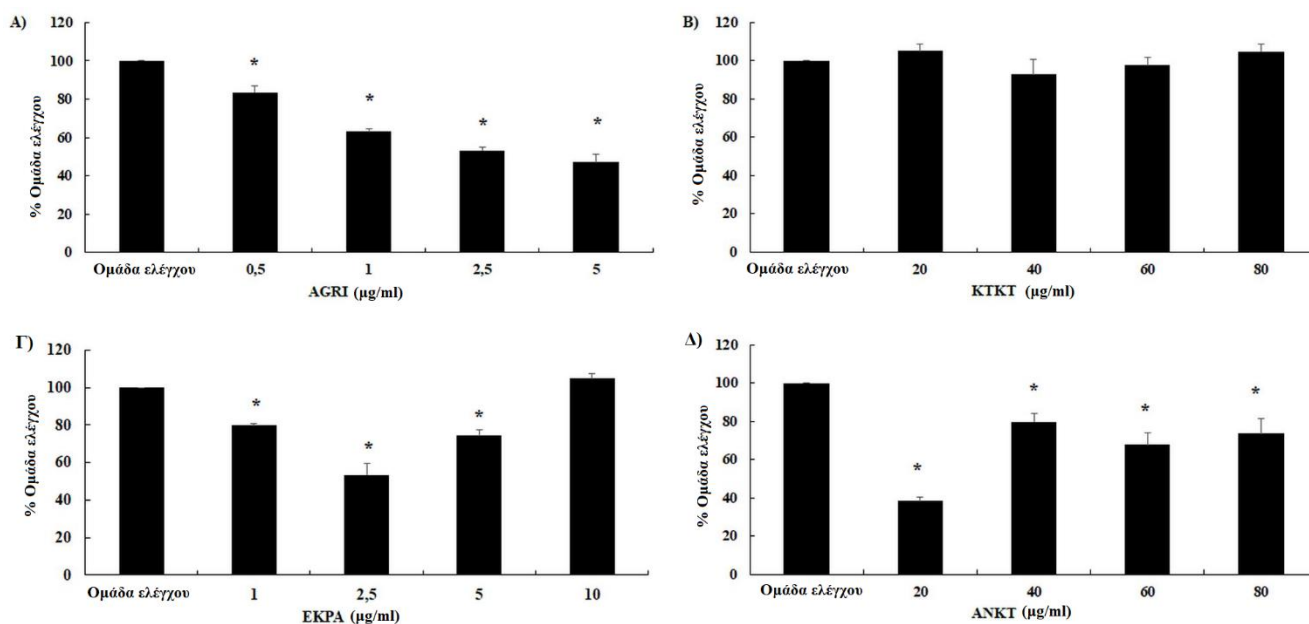 Α)
120
100
80
60
40
20
0
% Ομάδα ελέγχου
* * * *
Ομάδα ελέγχου 0,5 1 2,5 5
AGRI (μg/ml)
Β)
120
100
80
60
40
20
0
% Ομάδα ελέγχου
Ομάδα ελέγχου 20 40 60 80
KTKT (μg/ml)
Γ)
120
100
80
60
40
20
0
% Ομάδα ελέγχου
* * *
Ομάδα ελέγχου 1 2,5 5 10
EKPA (μg/ml)
Δ)
120
100
80
60
40
20
0
% Ομάδα ελέγχου
* * * *
Ομάδα ελέγχου 20 40 60 80
ANKT (μg/ml)